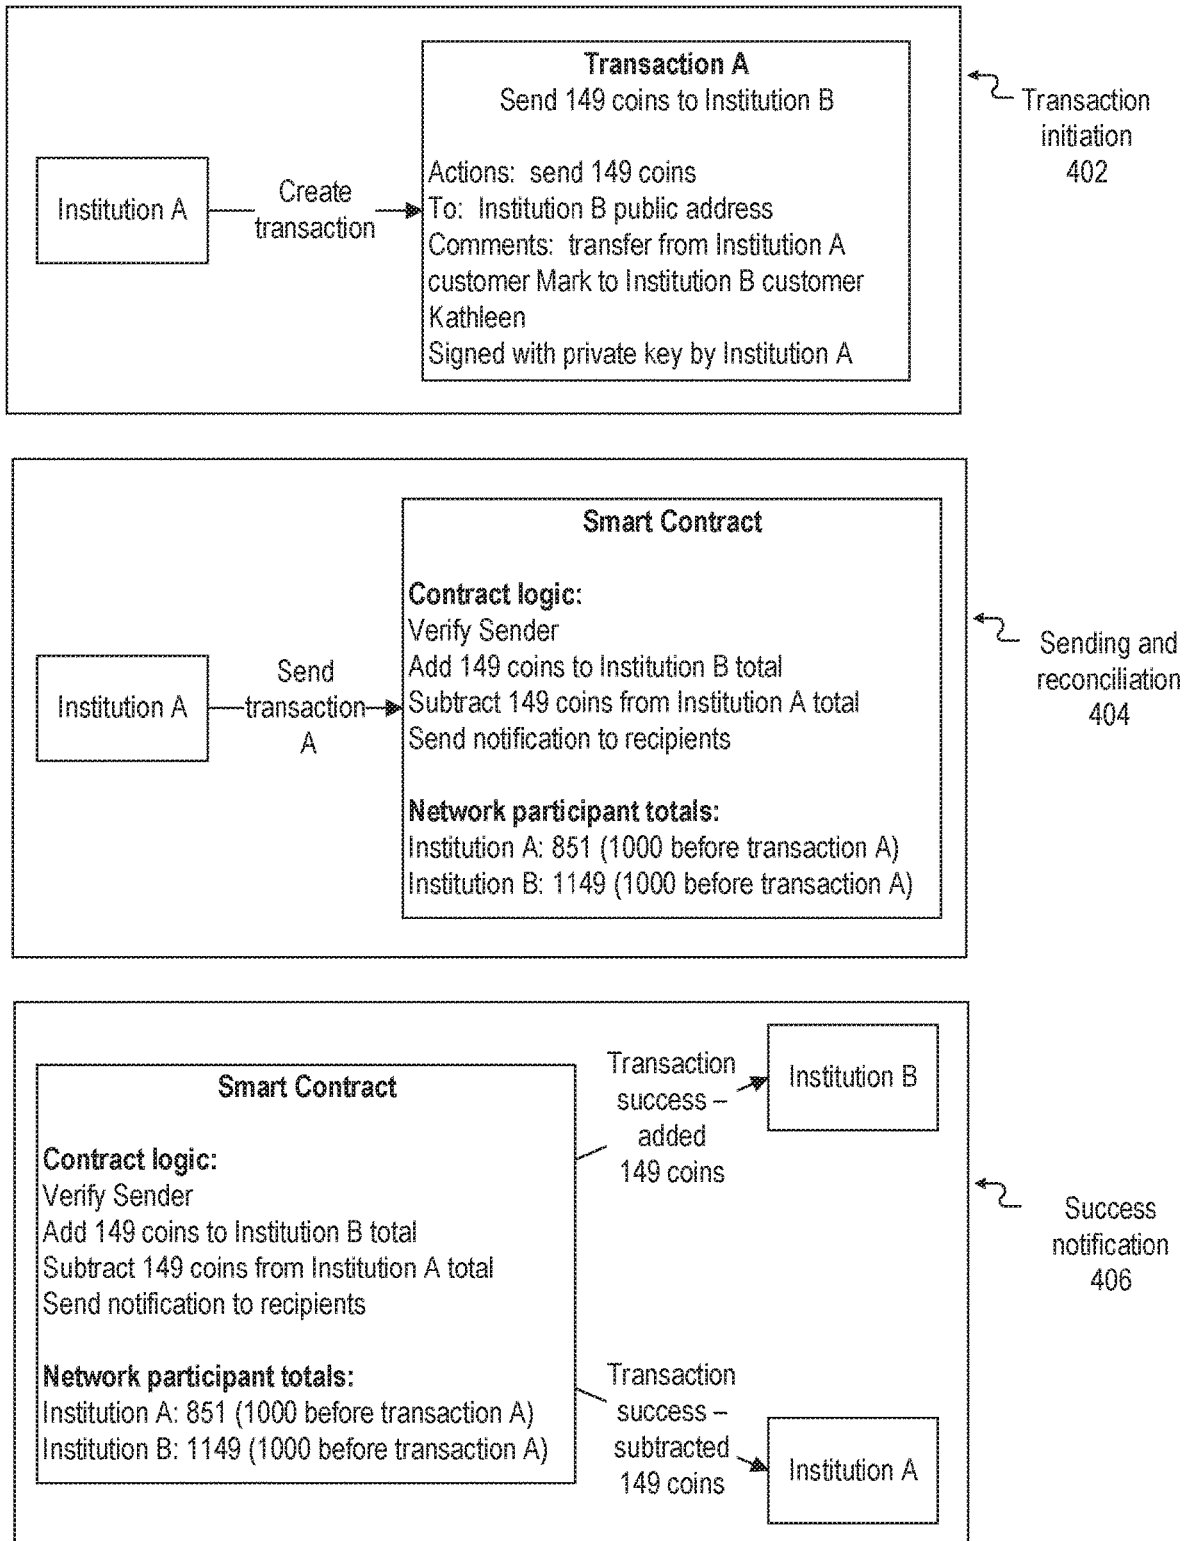 Transaction A
Send 149 coins to Institution B
Institution A
Create
transaction
Actions: send 149 coins
To: Institution B public address
Comments: transfer from Institution A
customer Mark to Institution B customer
Kathleen
Signed with private key by Institution A
Transaction
initiation
402
Smart Contract
Institution A
Send
transaction
A
Contract logic:
Verify Sender
Add 149 coins to Institution B total
Subtract 149 coins from Institution A total
Send notification to recipients
Network participant totals:
Institution A: 851 (1000 before transaction A)
Institution B: 1149 (1000 before transaction A)
Sending and
reconciliation
404
Smart Contract
Contract logic:
Verify Sender
Add 149 coins to Institution B total
Subtract 149 coins from Institution A total
Send notification to recipients
Network participant totals:
Institution A: 851 (1000 before transaction A)
Institution B: 1149 (1000 before transaction A)
Transaction
success –
added
149 coins
Institution B
Transaction
success –
subtracted
149 coins
Institution A
Success
notification
406